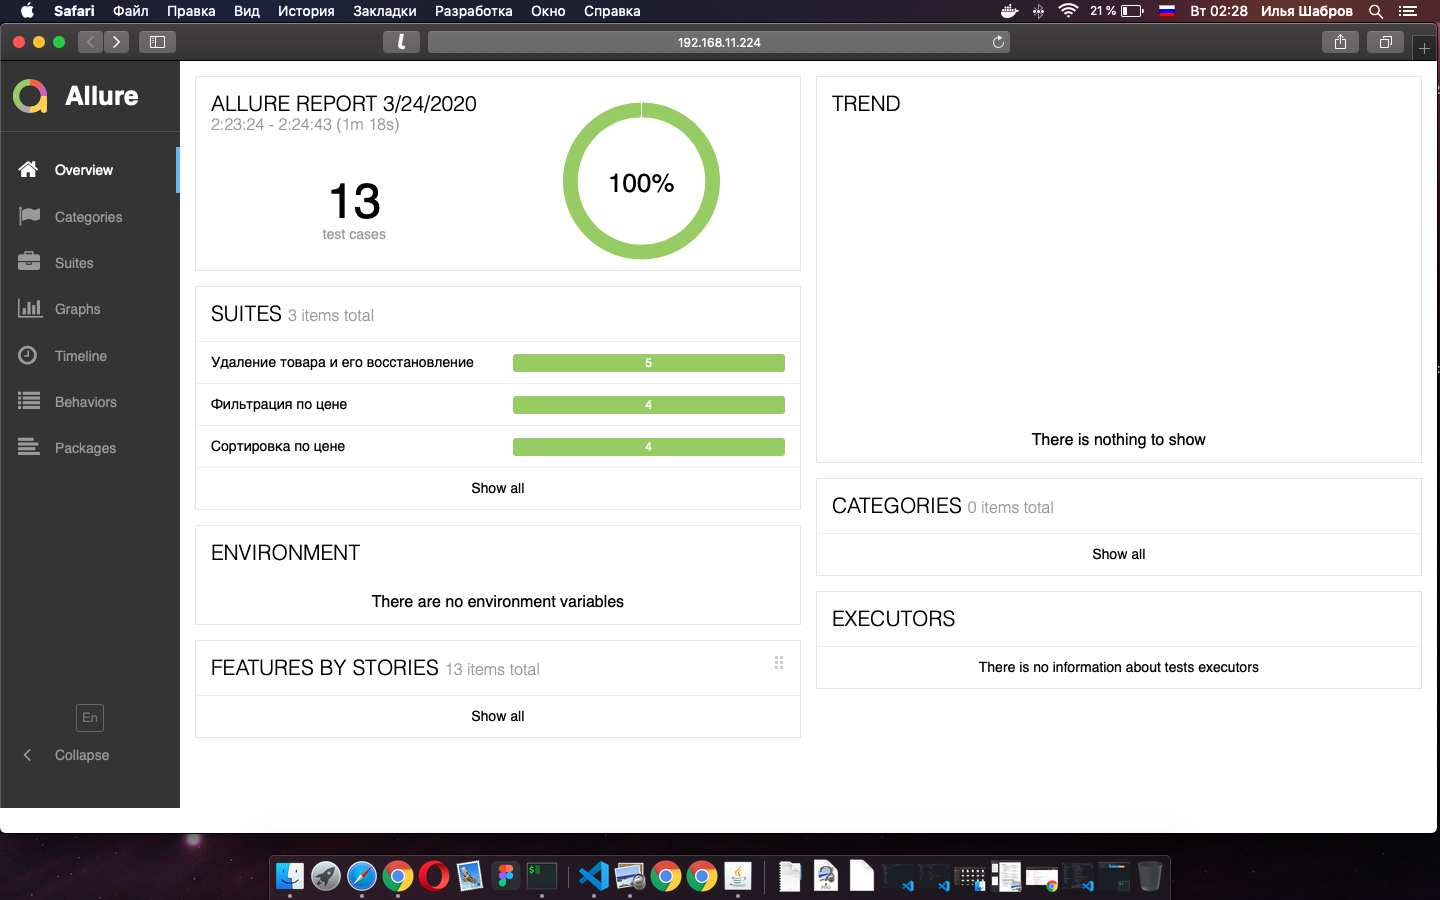 Safari Файл Правка Вид История Закладки Разработка Окно Справка 21 % Вт 02:28 Илья Шабров
192.168.11.224
Allure
Overview
Categories
Suites
Graphs
Timeline
Behaviors
Packages
En
Collapse
ALLURE REPORT 3/24/2020
2:23:24 - 2:24:43 (1m 18s)
13
test cases
100%
SUITES 3 items total
Удаление товара и его восстановление 5
Фильтрация по цене 4
Сортировка по цене 4
Show all
ENVIRONMENT
There are no environment variables
FEATURES BY STORIES 13 items total
Show all
TREND
There is nothing to show
CATEGORIES 0 items total
Show all
EXECUTORS
There is no information about tests executors